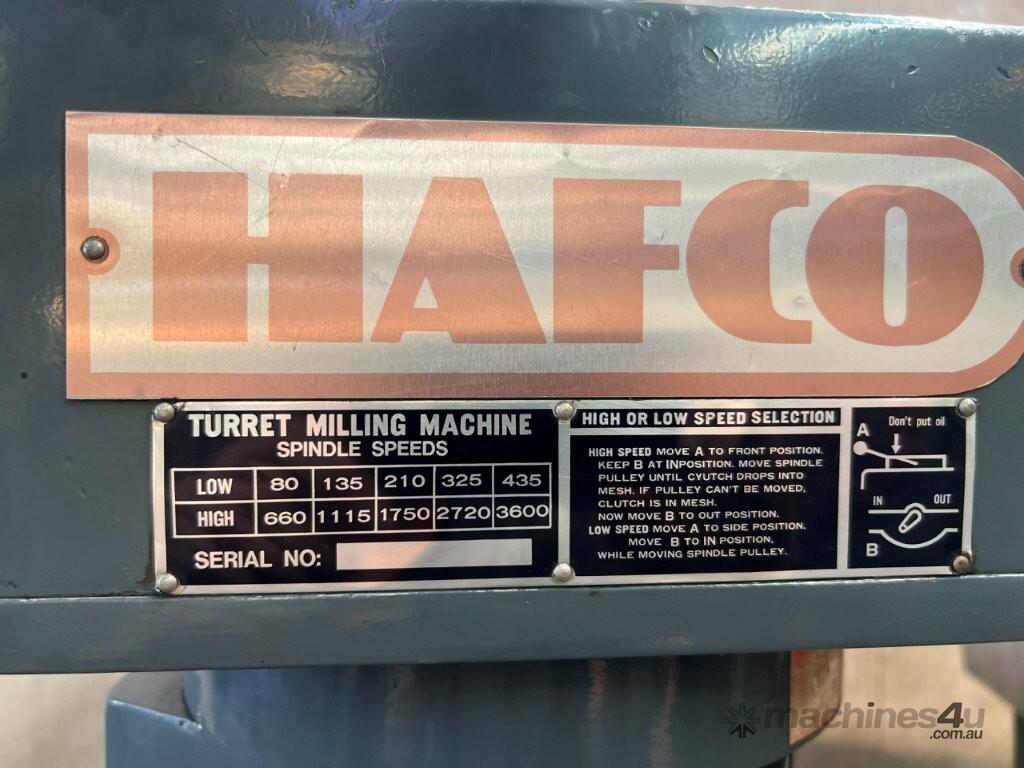 HAFCO
TURRET MILLING MACHINE
SPINDLE SPEEDS
LOW 80 135 210 325 435
HIGH 660 1115 1750 2720 3600
SERIAL NO:
HIGH OR LOW SPEED SELECTION
HIGH SPEED MOVE A TO FRONT POSITION.
KEEP B AT INPOSITION. MOVE SPINDLE
PULLEY UNTIL CYUTCH DROPS INTO
MESH. IF PULLEY CAN'T BE MOVED,
CLUTCH IS IN MESH.
NOW MOVE B TO OUT POSITION.
LOW SPEED MOVE A TO SIDE POSITION.
MOVE B TO IN POSITION,
WHILE MOVING SPINDLE PULLEY.
A Don't put oil
IN OUT
B
machines4u
.com.au